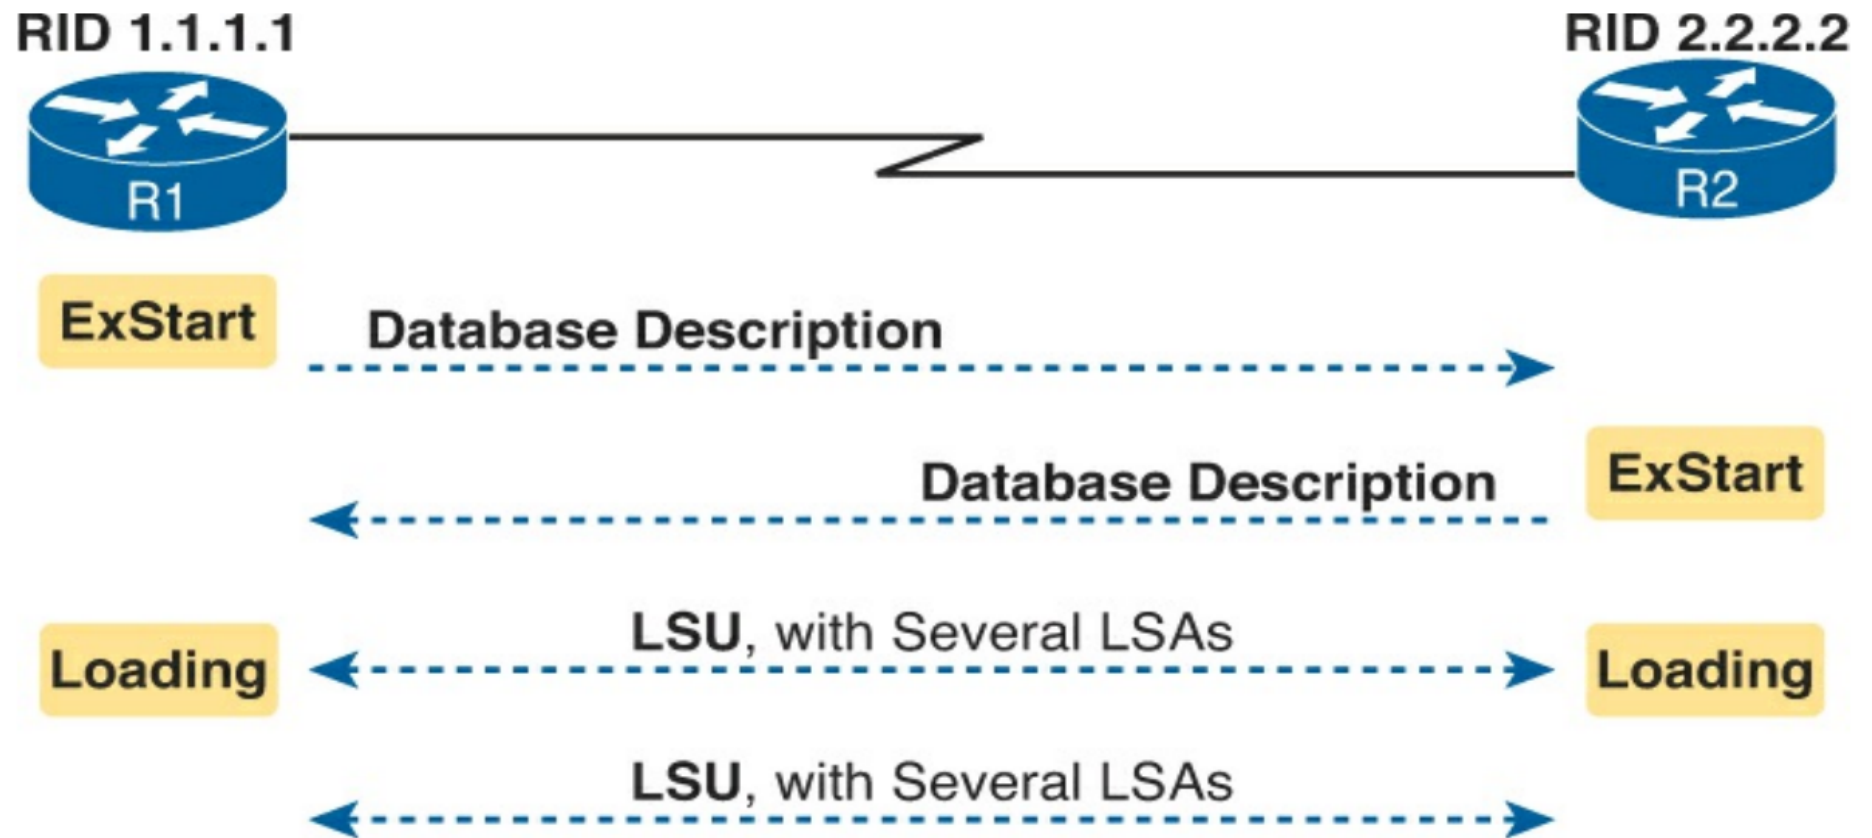 RID 1.1.1.1
RID 2.2.2.2
R1
R2
ExStart
Database Description
Database Description
ExStart
Loading
LSU, with Several LSAs
Loading
LSU, with Several LSAs